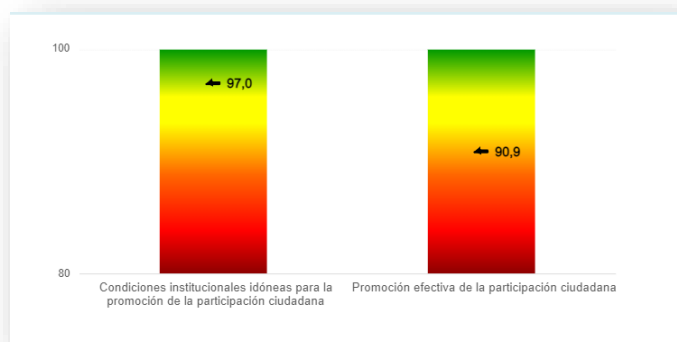 100
97,0
90,9
80
Condiciones institucionales idóneas para la
promoción de la participación ciudadana
Promoción efectiva de la participación ciudadana